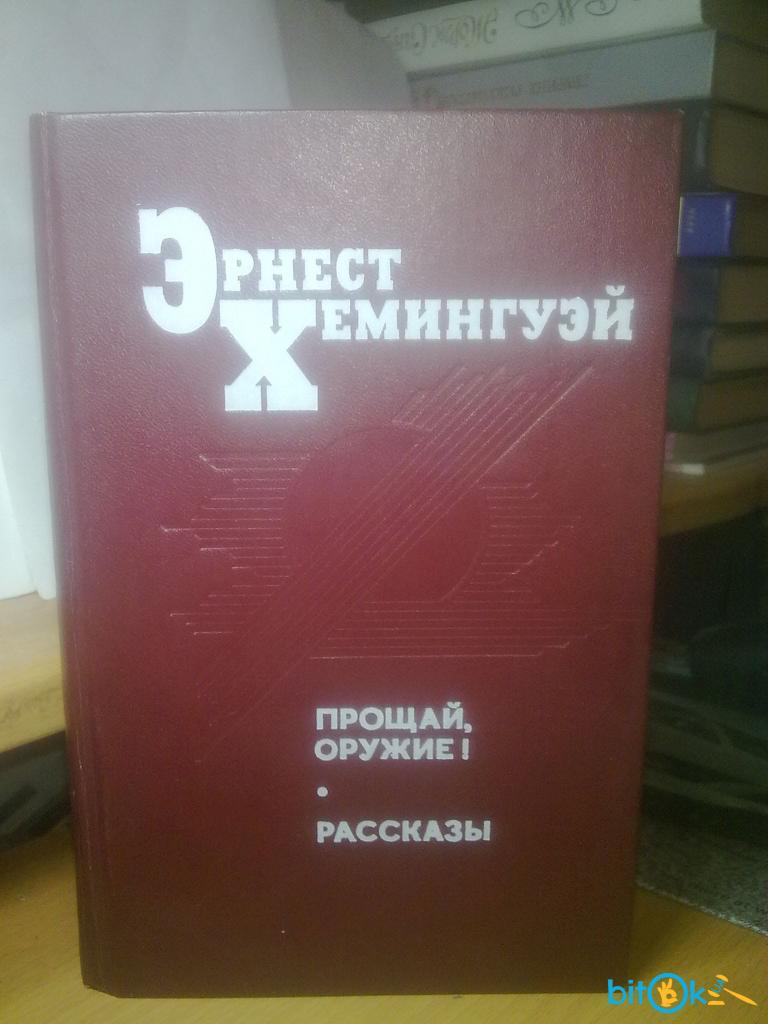 Эрнест
Хемингуэй
ПРОЩАЙ,
ОРУЖИЕ!
•
РАССКАЗЫ
bitOk